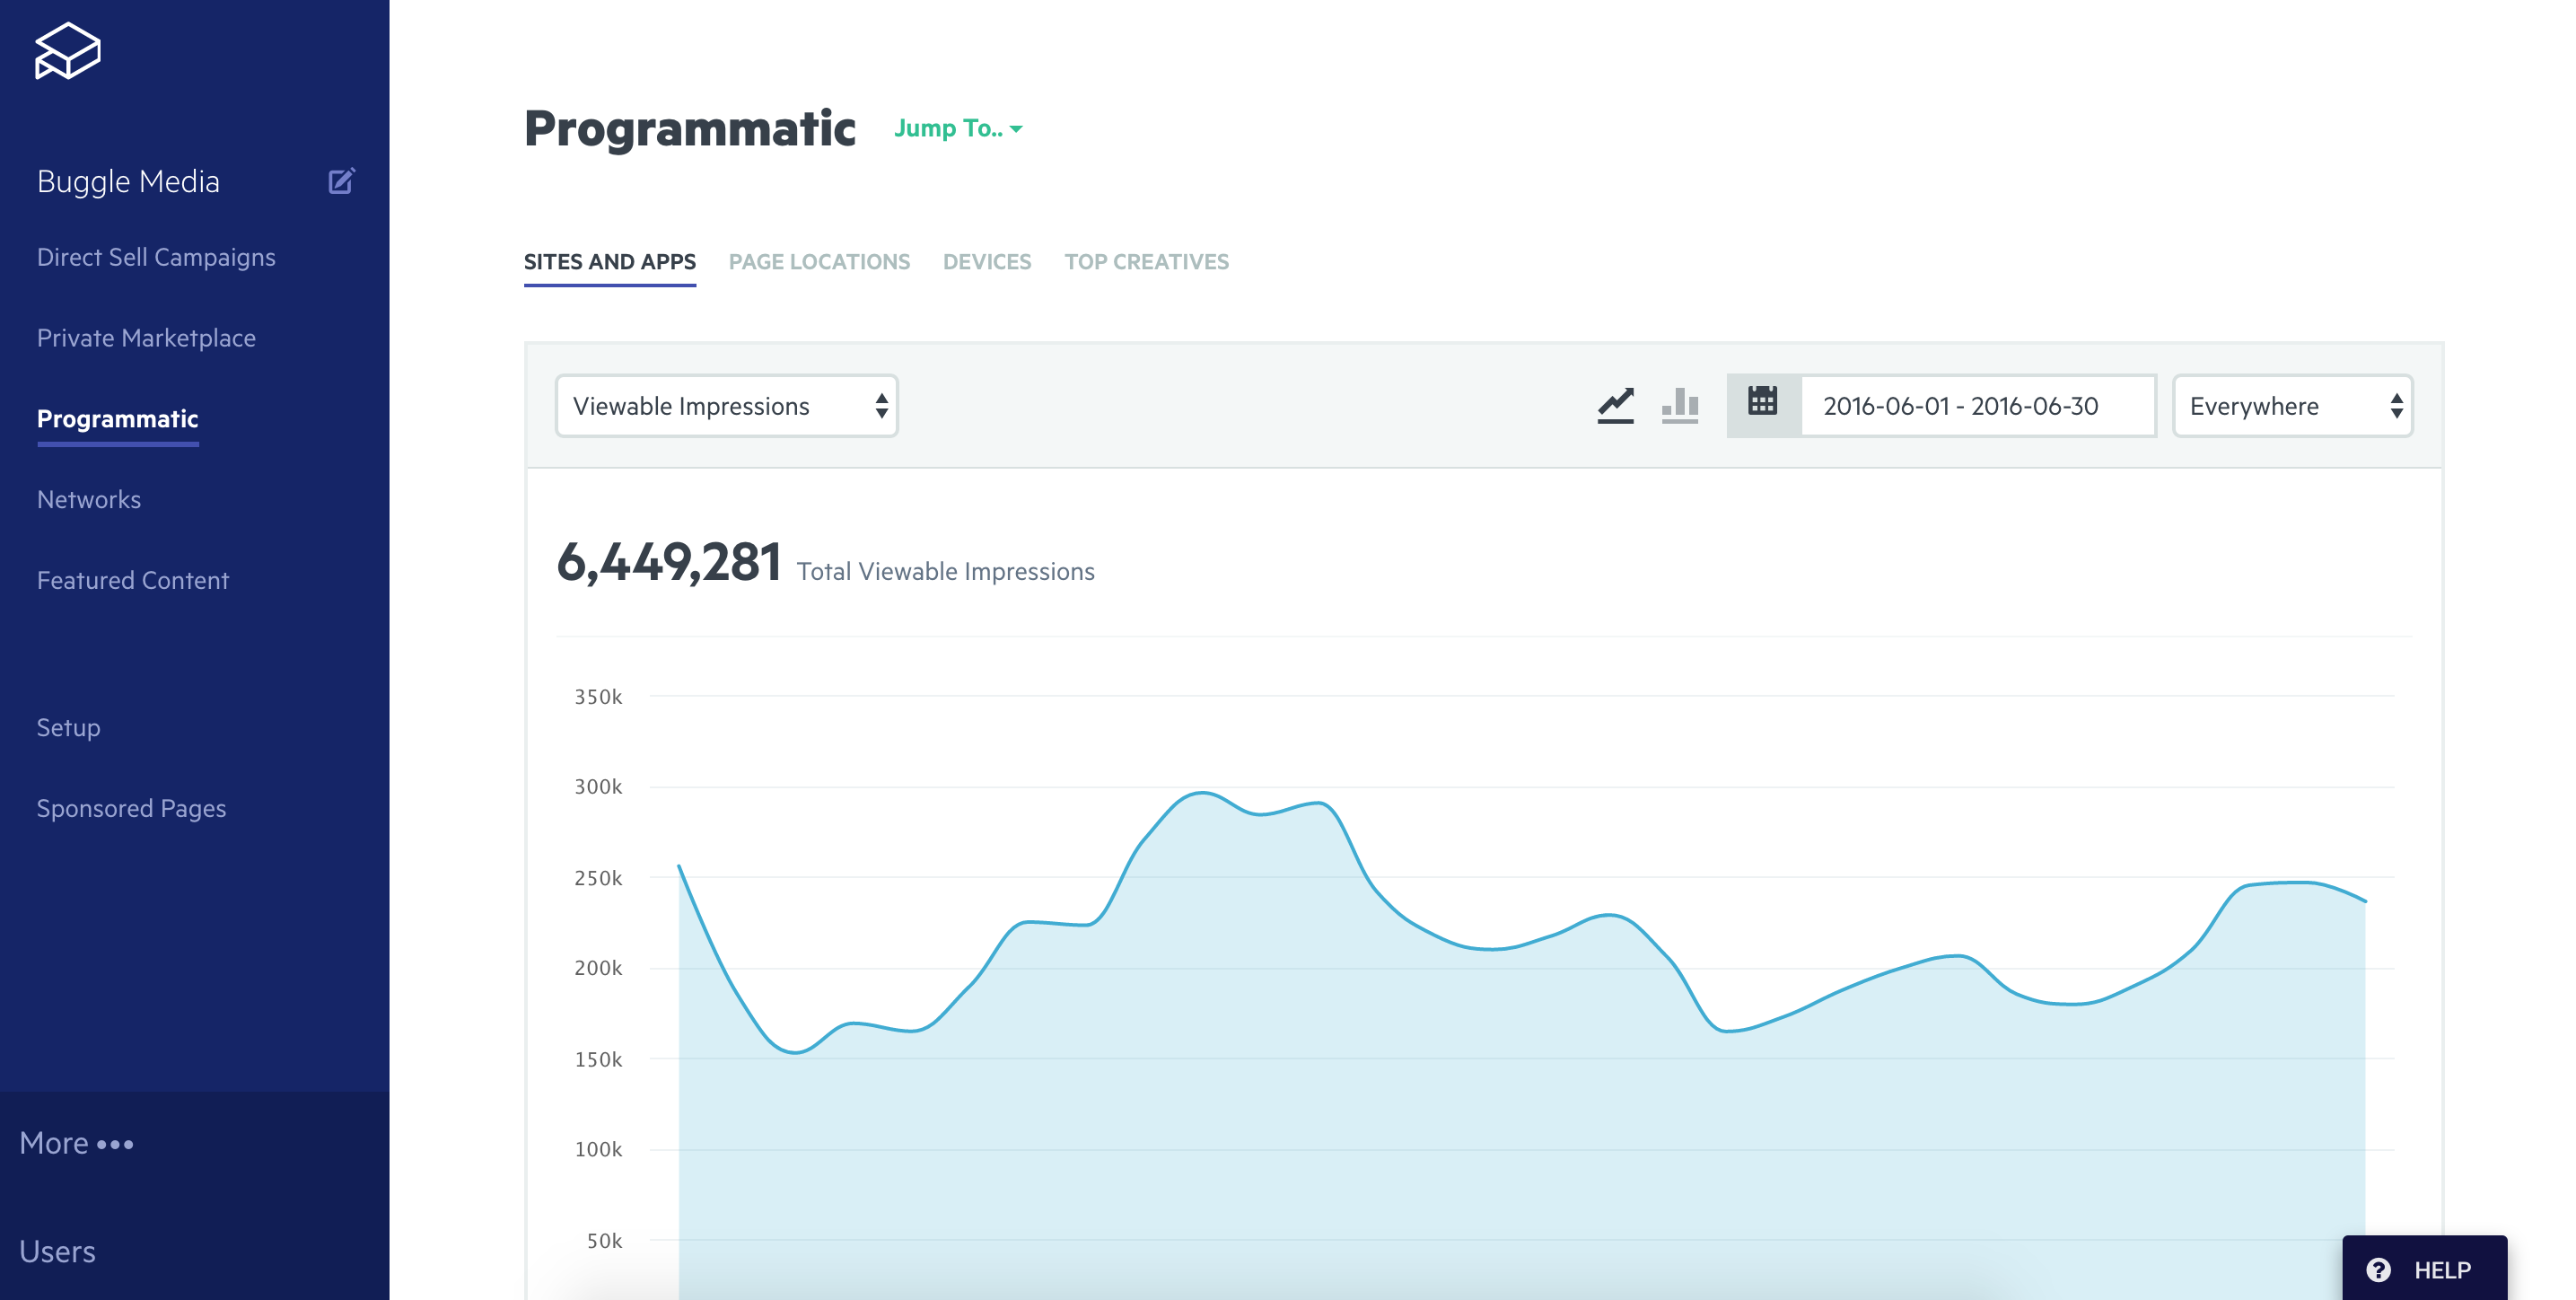 Buggle Media
Direct Sell Campaigns
Private Marketplace
Programmatic
Networks
Featured Content
Setup
Sponsored Pages
More •••
Users
Programmatic Jump To..
SITES AND APPS PAGE LOCATIONS DEVICES TOP CREATIVES
Viewable Impressions 2016-06-01 - 2016-06-30 Everywhere
6,449,281 Total Viewable Impressions
350k
300k
250k
200k
150k
100k
50k
? HELP